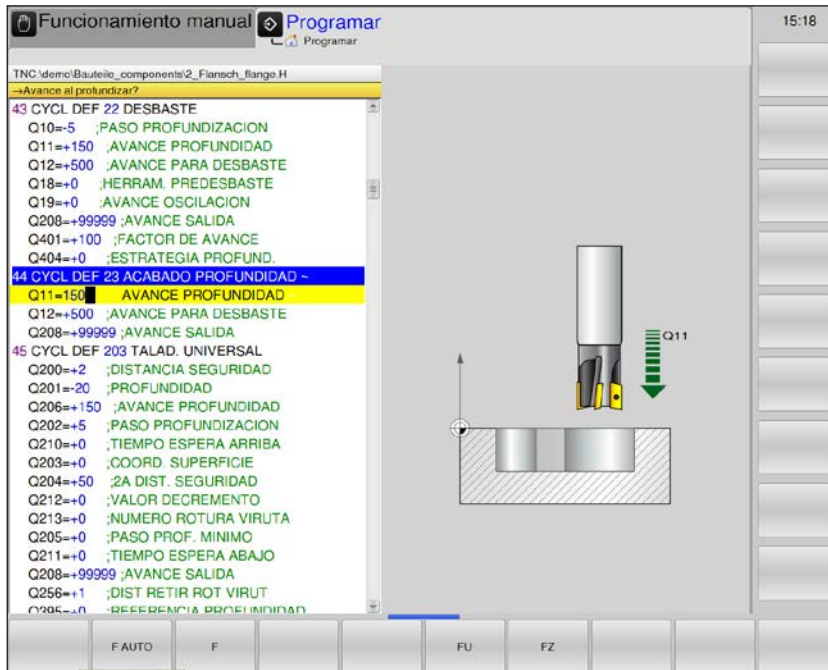 Funcionamiento manual
Programar
Programar
15:18
TNC:\demo\Bauteile_components\2_Flansch_flange.H
→Avance al profundizar?
43 CYCL DEF 22 DESBASTE
Q10=-5 ;PASO PROFUNDIZACION
Q11=+150 ;AVANCE PROFUNDIDAD
Q12=+500 ;AVANCE PARA DESBASTE
Q18=+0 ;HERRAM. PREDESBASTE
Q19=+0 ;AVANCE OSCILACION
Q208=+99999 ;AVANCE SALIDA
Q401=+100 ;FACTOR DE AVANCE
Q404=+0 ;ESTRATEGIA PROFUND.
44 CYCL DEF 23 ACABADO PROFUNDIDAD ~
Q11=150 AVANCE PROFUNDIDAD
Q12=+500 ;AVANCE PARA DESBASTE
Q208=+99999 ;AVANCE SALIDA
45 CYCL DEF 203 TALAD. UNIVERSAL
Q200=+2 ;DISTANCIA SEGURIDAD
Q201=-20 ;PROFUNDIDAD
Q206=+150 ;AVANCE PROFUNDIDAD
Q202=+5 ;PASO PROFUNDIZACION
Q210=+0 ;TIEMPO ESPERA ARRIBA
Q203=+0 ;COORD. SUPERFICIE
Q204=+50 ;2A DIST. SEGURIDAD
Q212=+0 ;VALOR DECREMENTO
Q213=+0 ;NUMERO ROTURA VIRUTA
Q205=+0 ;PASO PROF. MINIMO
Q211=+0 ;TIEMPO ESPERA ABAJO
Q208=+99999 ;AVANCE SALIDA
Q256=+1 ;DIST RETIR ROT VIRUT
Q395=+0 ;REFERENCIA PROFUNDIDAD
Q11
F AUTO
F
FU
FZ